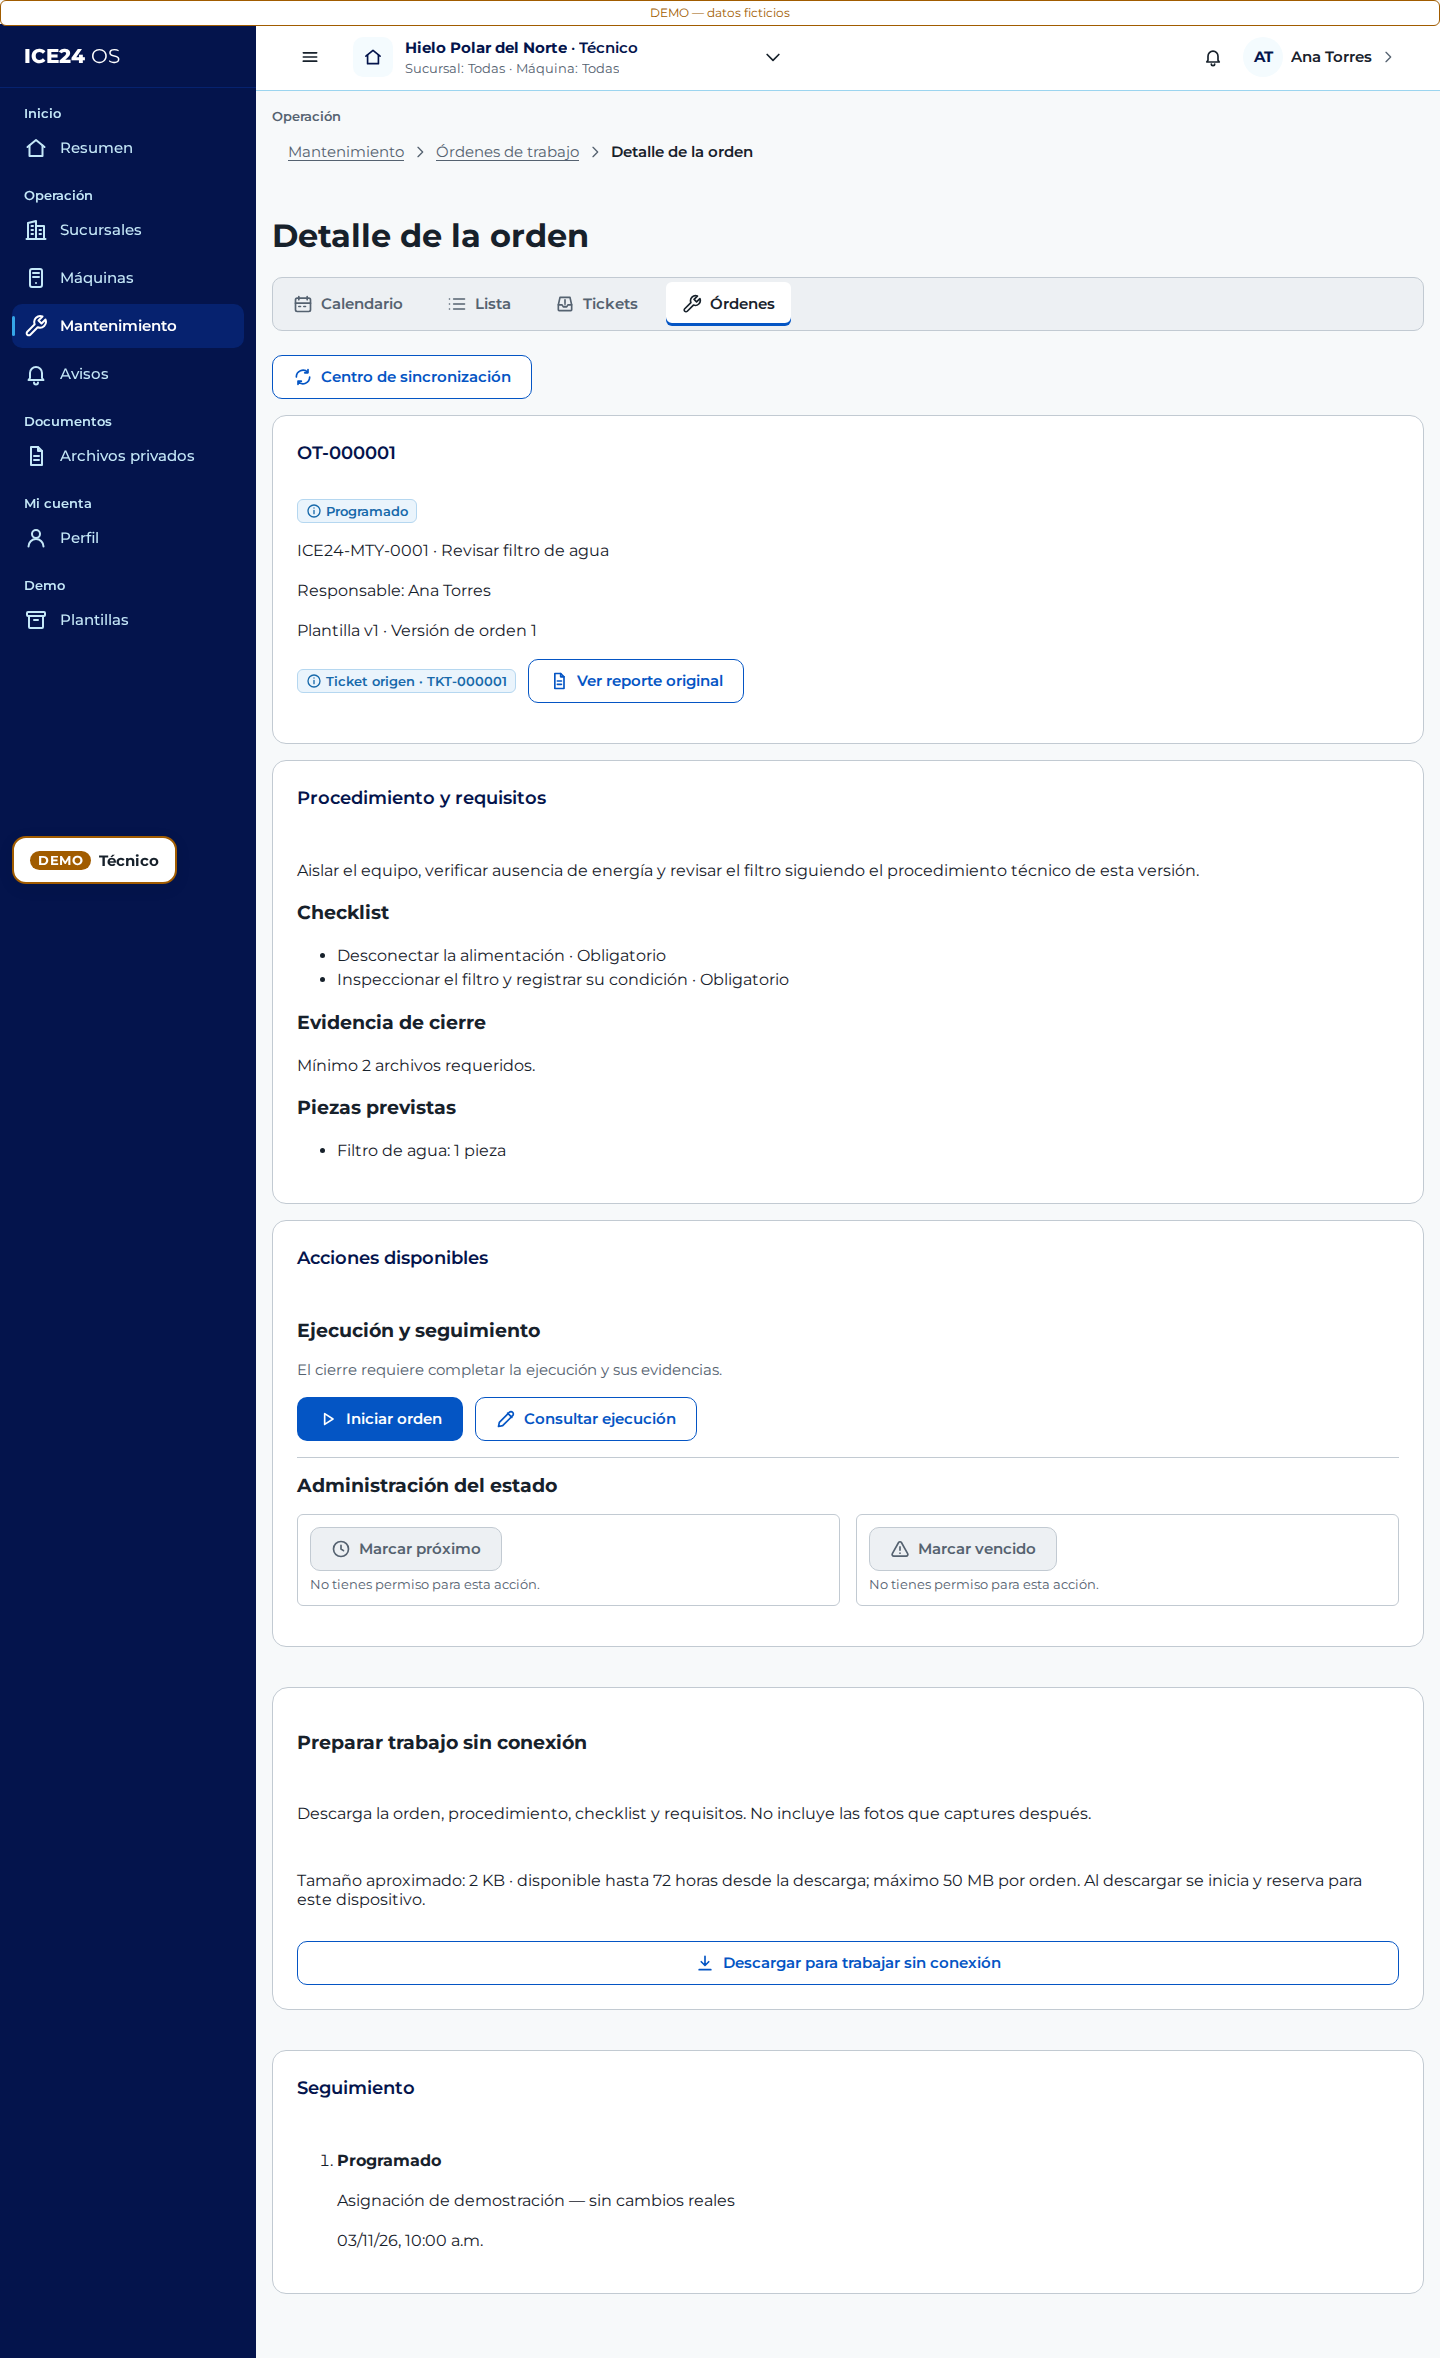 DEMO — datos ficticios
ICE24 OS
Inicio
Resumen
Operación
Sucursales
Máquinas
Mantenimiento
Avisos
Documentos
Archivos privados
Mi cuenta
Perfil
Demo
Plantillas
DEMO Técnico
Hielo Polar del Norte · Técnico
Sucursal: Todas · Máquina: Todas
AT Ana Torres
Operación
Mantenimiento > Órdenes de trabajo > Detalle de la orden
Detalle de la orden
Calendario Lista Tickets Órdenes
Centro de sincronización
OT-000001
Programado
ICE24-MTY-0001 · Revisar filtro de agua
Responsable: Ana Torres
Plantilla v1 · Versión de orden 1
Ticket origen · TKT-000001 Ver reporte original
Procedimiento y requisitos
Aislar el equipo, verificar ausencia de energía y revisar el filtro siguiendo el procedimiento técnico de esta versión.
Checklist
• Desconectar la alimentación · Obligatorio
• Inspeccionar el filtro y registrar su condición · Obligatorio
Evidencia de cierre
Mínimo 2 archivos requeridos.
Piezas previstas
• Filtro de agua: 1 pieza
Acciones disponibles
Ejecución y seguimiento
El cierre requiere completar la ejecución y sus evidencias.
Iniciar orden Consultar ejecución
Administración del estado
Marcar próximo
No tienes permiso para esta acción.
Marcar vencido
No tienes permiso para esta acción.
Preparar trabajo sin conexión
Descarga la orden, procedimiento, checklist y requisitos. No incluye las fotos que captures después.
Tamaño aproximado: 2 KB · disponible hasta 72 horas desde la descarga; máximo 50 MB por orden. Al descargar se inicia y reserva para
este dispositivo.
Descargar para trabajar sin conexión
Seguimiento
1. Programado
Asignación de demostración — sin cambios reales
03/11/26, 10:00 a.m.